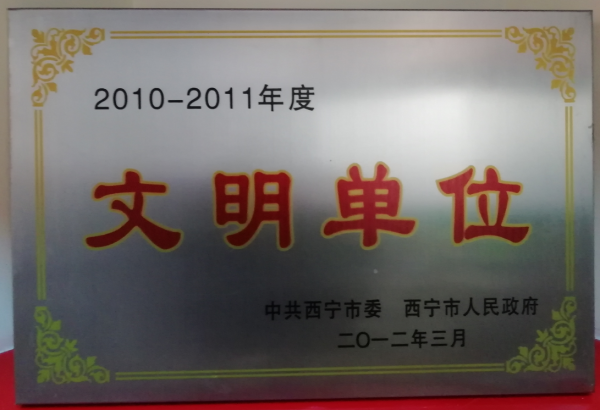 2010-2011年度
文明单位
中共西宁市委 西宁市人民政府
二〇一二年三月